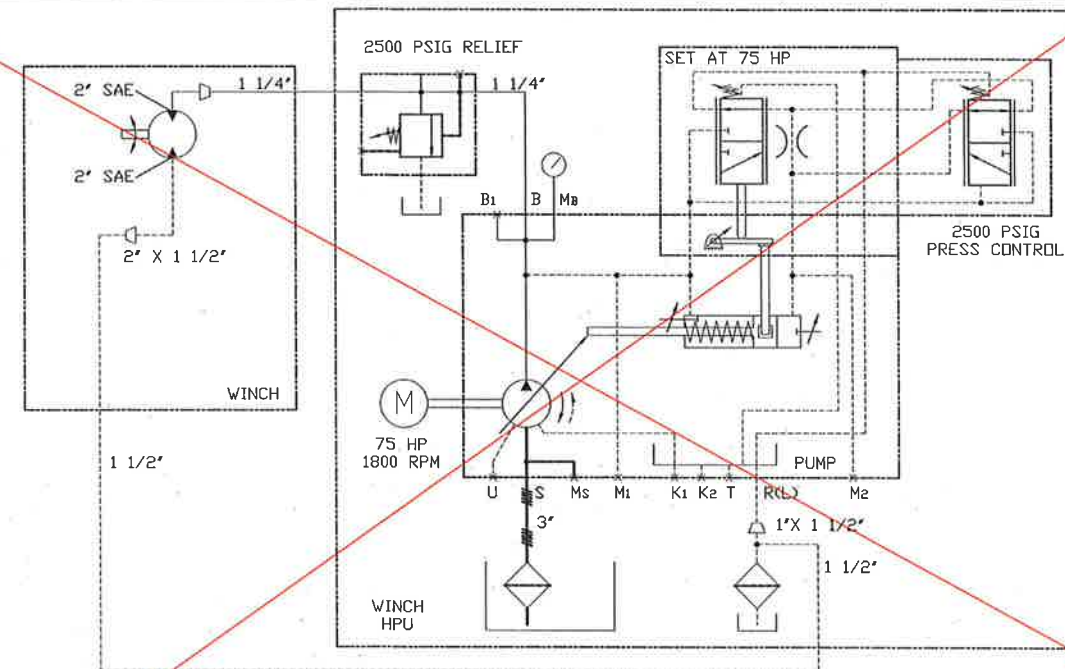 2500 PSIG RELIEF
SET AT 75 HP
2" SAE
1 1/4"
1 1/4"
2" SAE
2" X 1 1/2"
B1
B
MB
2500 PSIG
PRESS CONTROL
WINCH
M
75 HP
1800 RPM
1 1/2"
PUMP
U
S
MS
M1
K1
K2
T
R(L)
M2
3"
1"X 1 1/2"
1 1/2"
WINCH
HPU